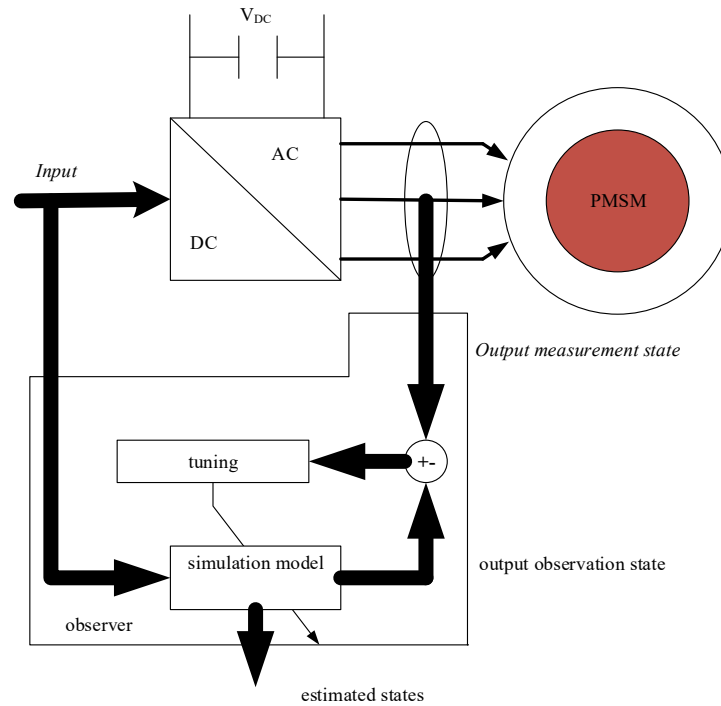 VDC
Input
AC
DC
PMSM
Output measurement state
+-
tuning
simulation model
output observation state
observer
estimated states